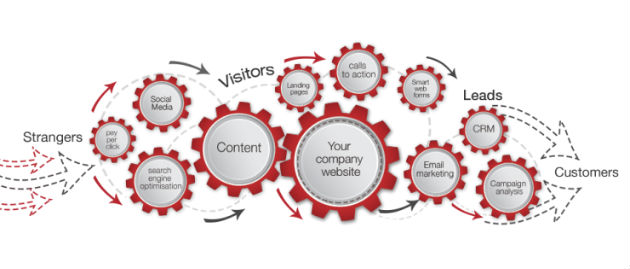 Strangers
pay
per
click
Social
Media
search
engine
optimisation
Visitors
Content
Landing
pages
calls
to action
Your
company
website
Smart
web
forms
Email
marketing
Leads
CRM
Campaign
analysis
Customers